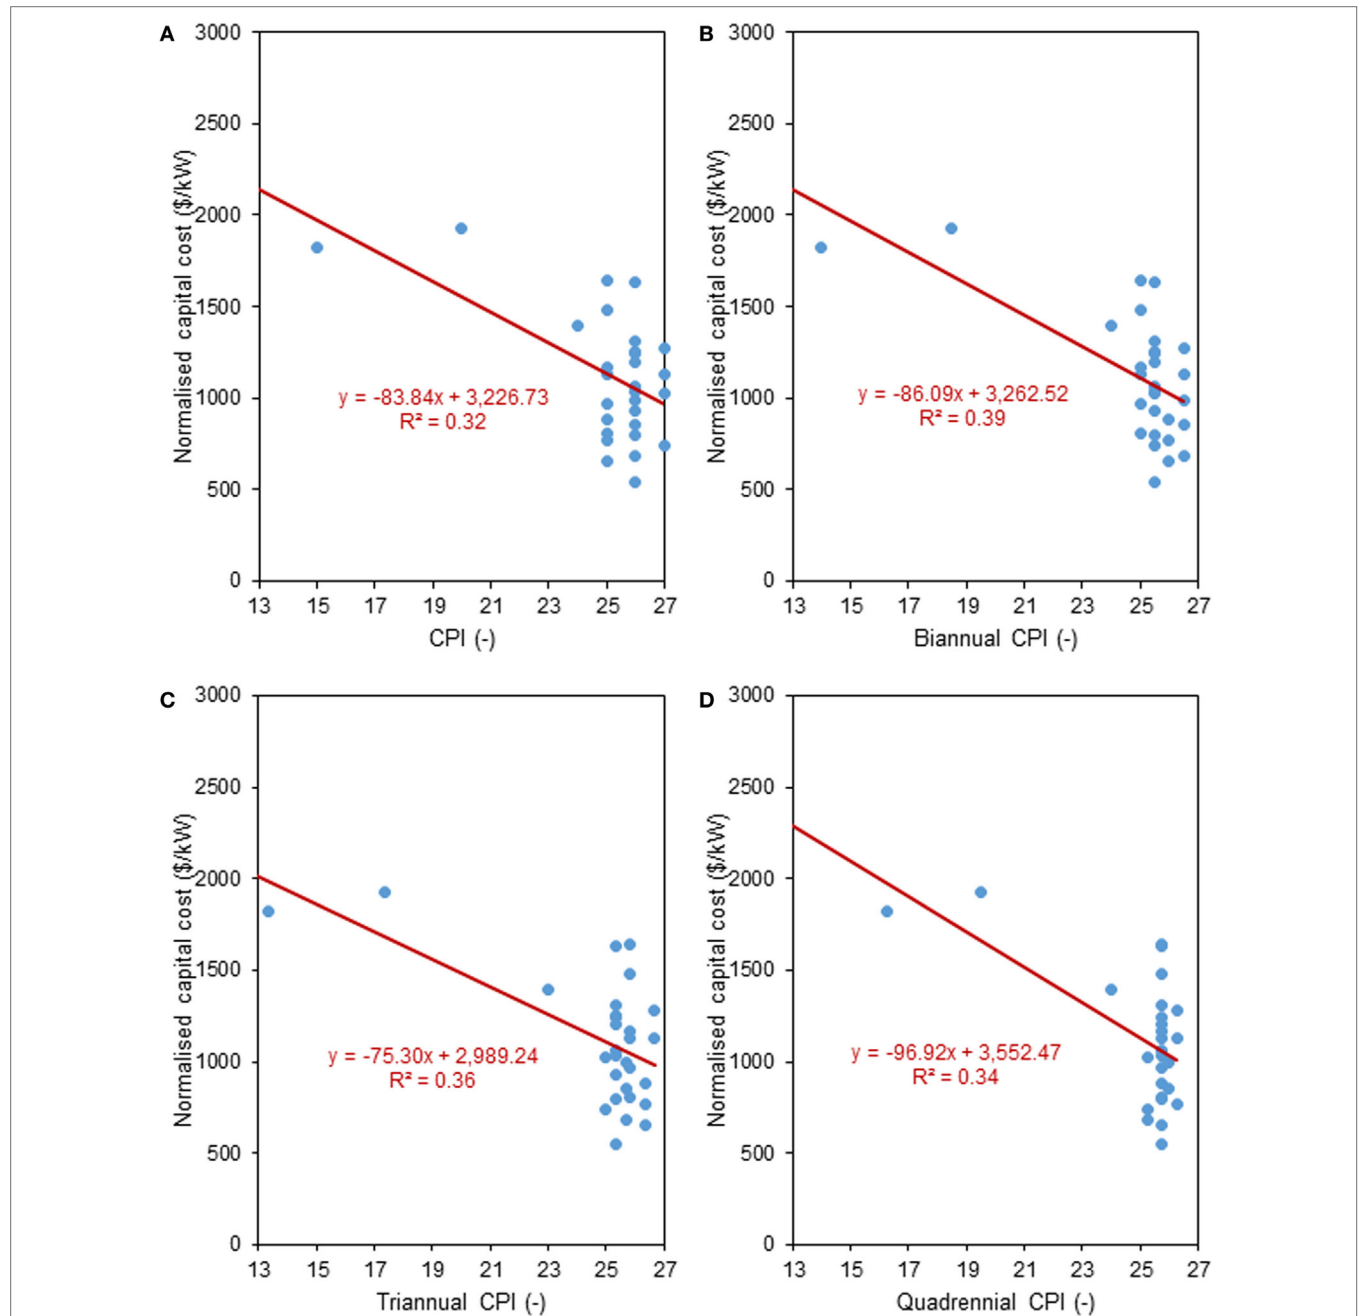 A
3000
2500
2000
1500
1000
500
0
Normalised capital cost ($/kW)
y = -83.84x + 3,226.73
R² = 0.32
13 15 17 19 21 23 25 27
CPI (-)
B
3000
2500
2000
1500
1000
500
0
Normalised capital cost ($/kW)
y = -86.09x + 3,262.52
R² = 0.39
13 15 17 19 21 23 25 27
Biannual CPI (-)
C
3000
2500
2000
1500
1000
500
0
Normalised capital cost ($/kW)
y = -75.30x + 2,989.24
R² = 0.36
13 15 17 19 21 23 25 27
Triannual CPI (-)
D
3000
2500
2000
1500
1000
500
0
Normalised capital cost ($/kW)
y = -96.92x + 3,552.47
R² = 0.34
13 15 17 19 21 23 25 27
Quadrennial CPI (-)